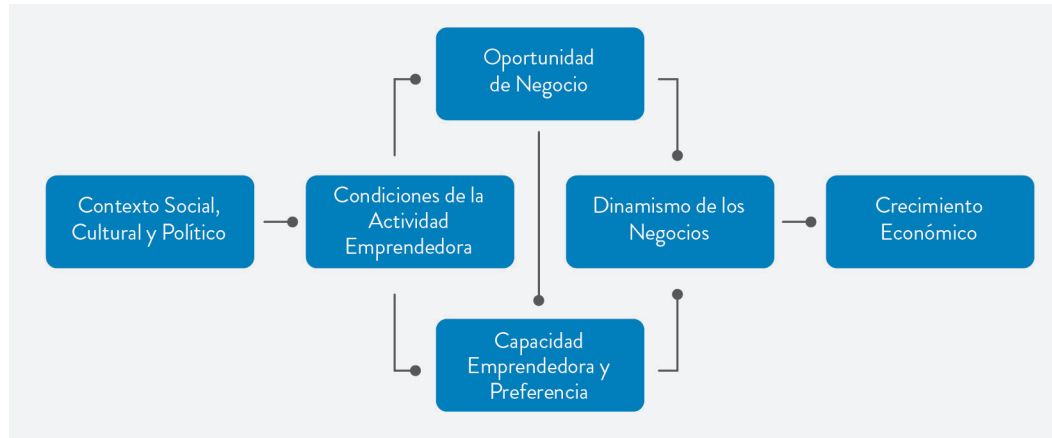 Oportunidad
de Negocio
Contexto Social,
Cultural y Político
Condiciones de la
Actividad
Emprendedora
Dinamismo de los
Negocios
Crecimiento
Económico
Capacidad
Emprendedora y
Preferencia